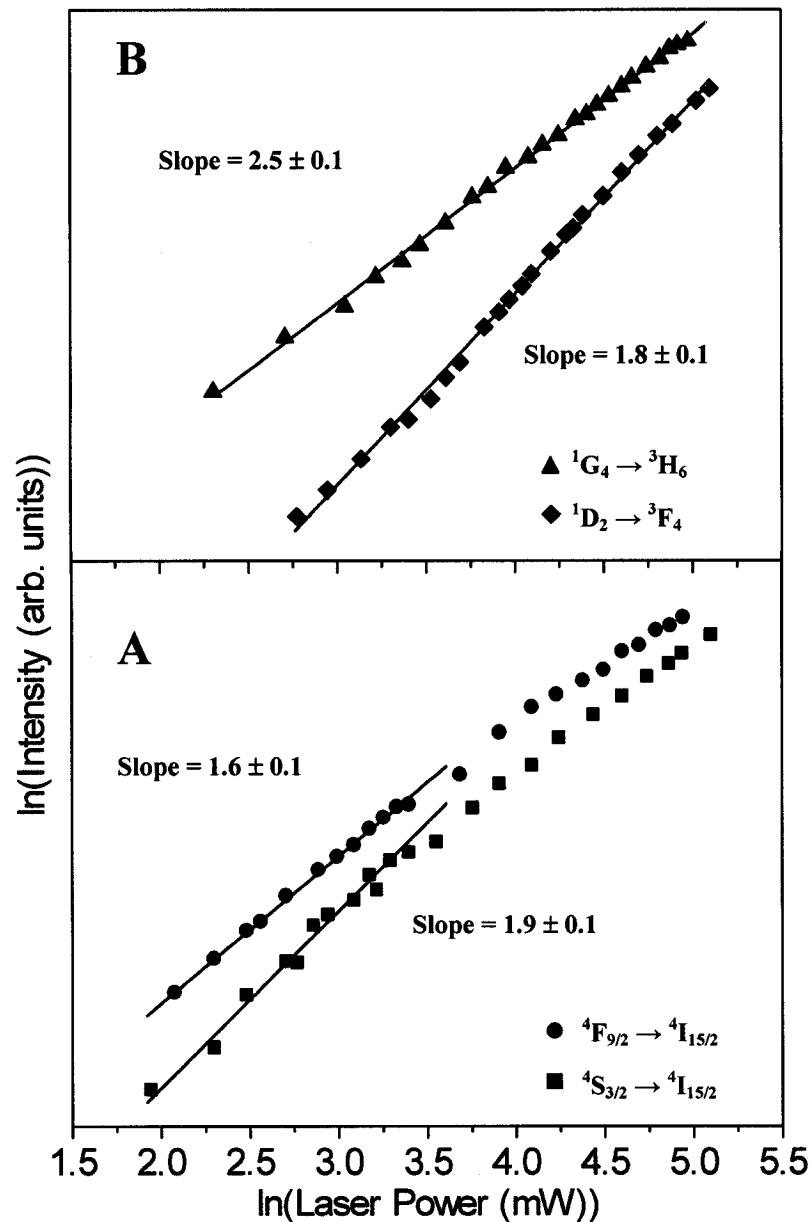 B
Slope = 2.5 ± 0.1
Slope = 1.8 ± 0.1
▲ ¹G₄ → ³H₆
◆ ¹D₂ → ³F₄
ln(Intensity (arb. units))
A
Slope = 1.6 ± 0.1
Slope = 1.9 ± 0.1
● ⁴F₉/₂ → ⁴I₁₅/₂
■ ⁴S₃/₂ → ⁴I₁₅/₂
1.5 2.0 2.5 3.0 3.5 4.0 4.5 5.0 5.5
ln(Laser Power (mW))